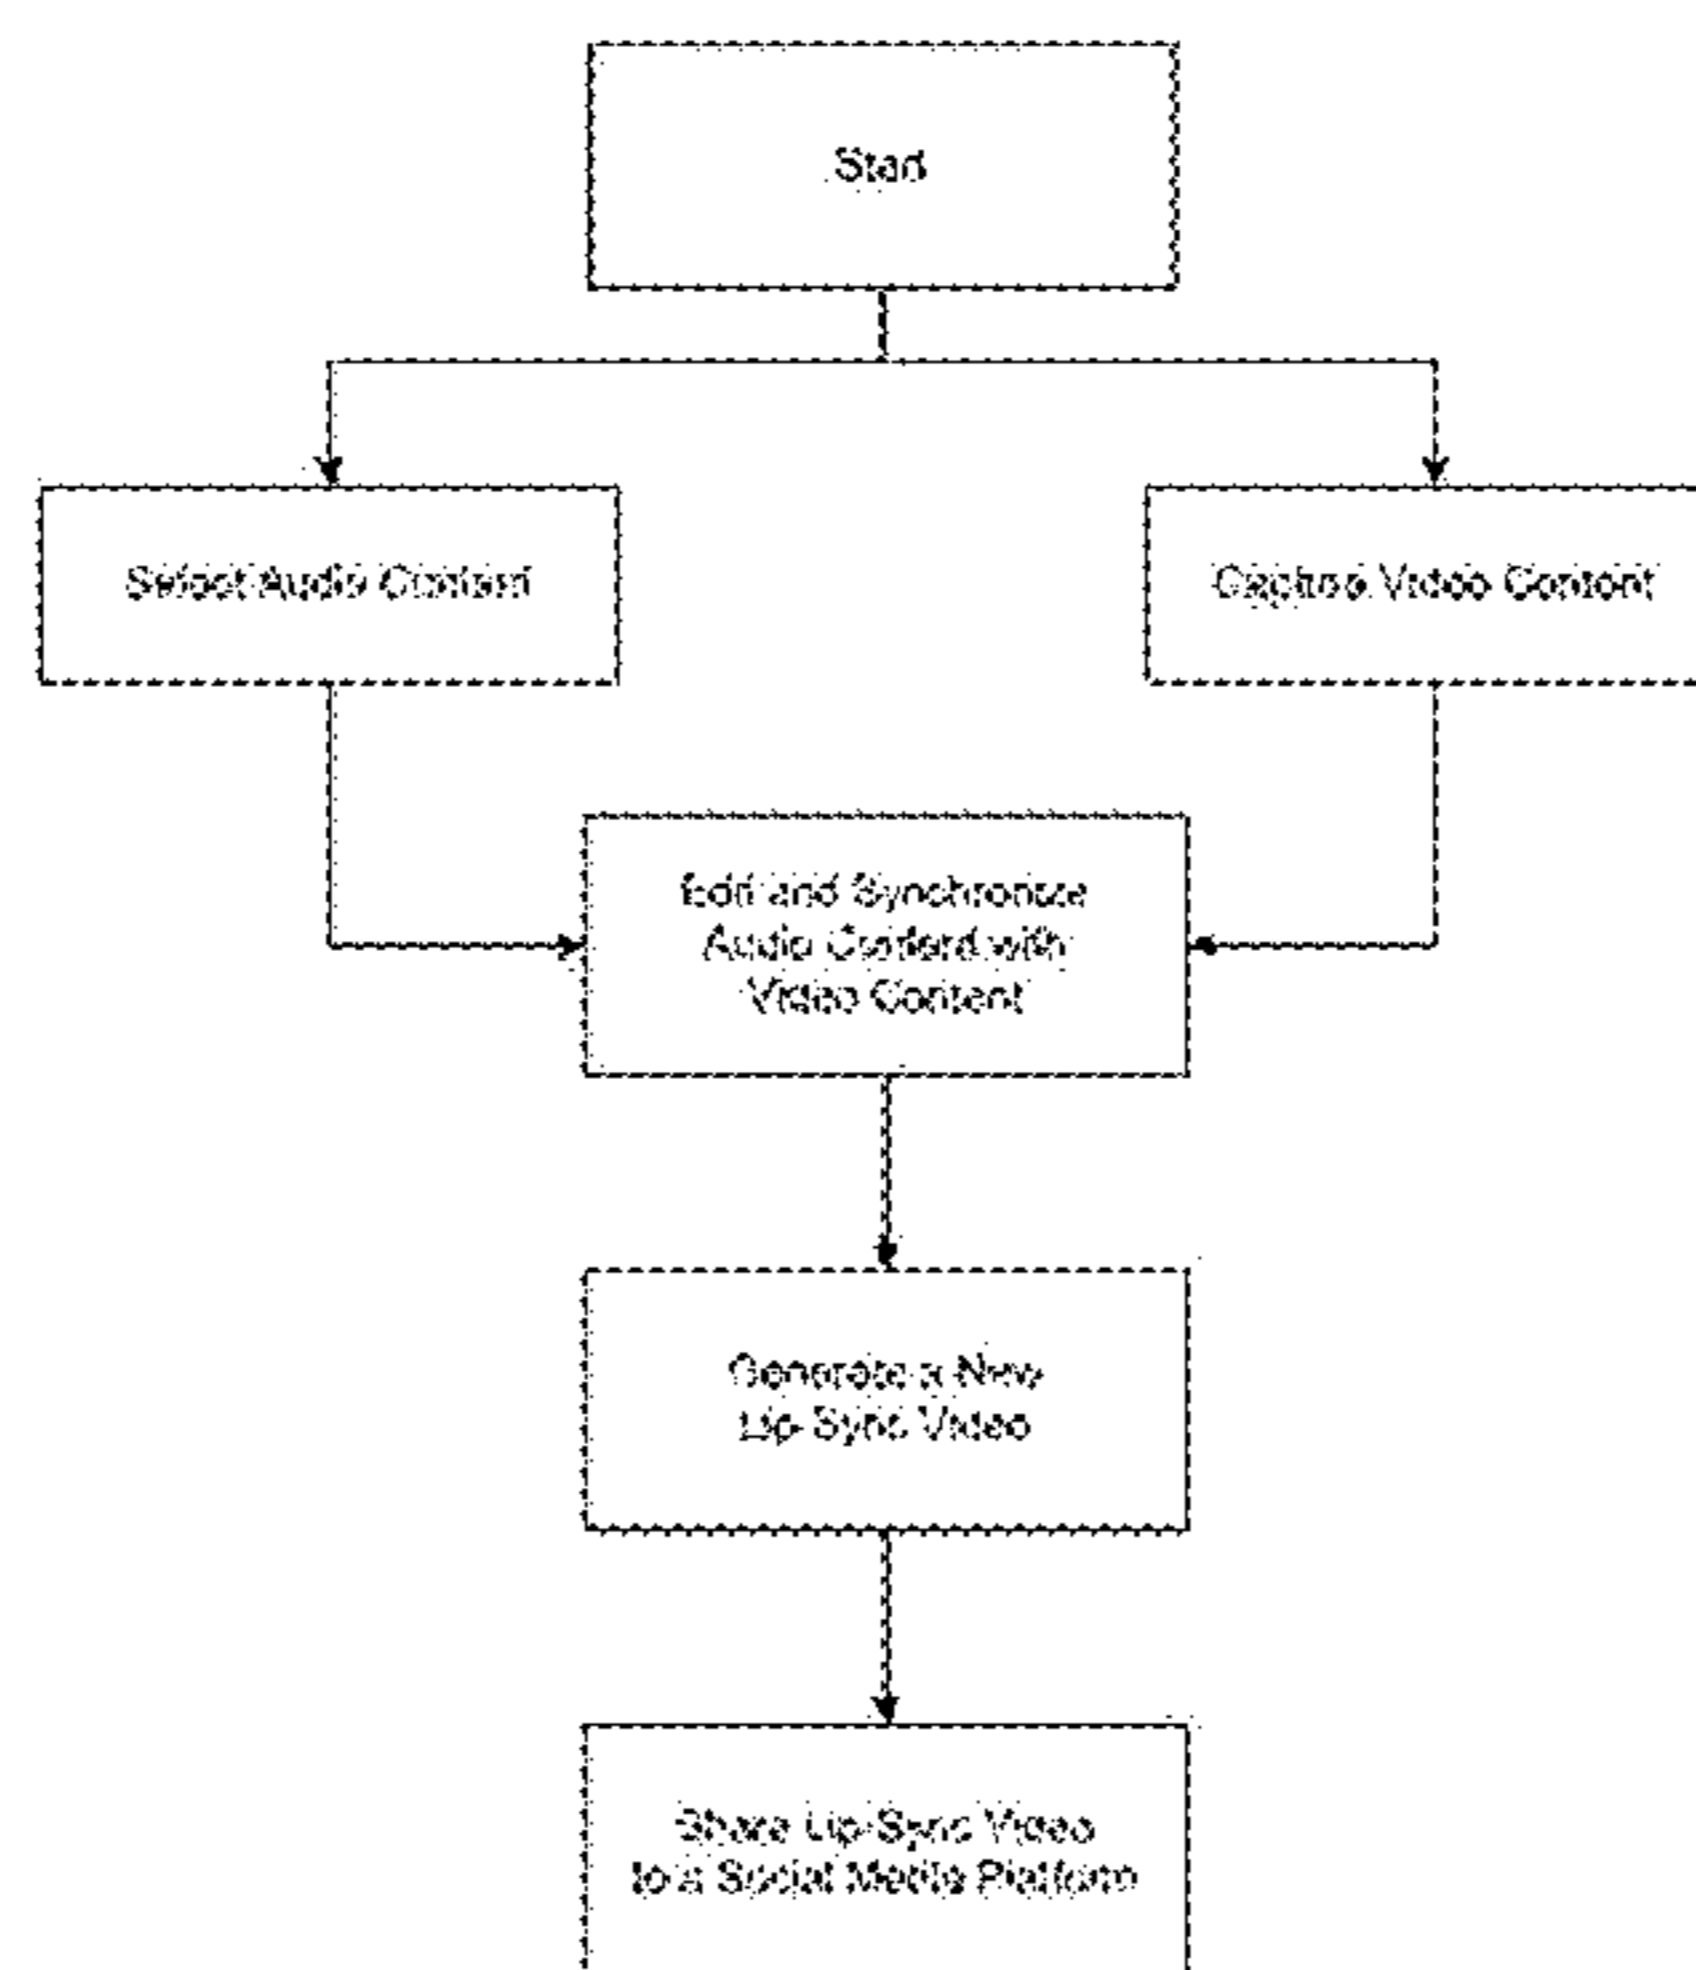 Start
Select Audio Content
Capture Video Content
Edit and Synchronize
Audio Content with
Video Content
Generate a New
Lip-Sync Video
Share Lip-Sync Video
to a Social Media Platform